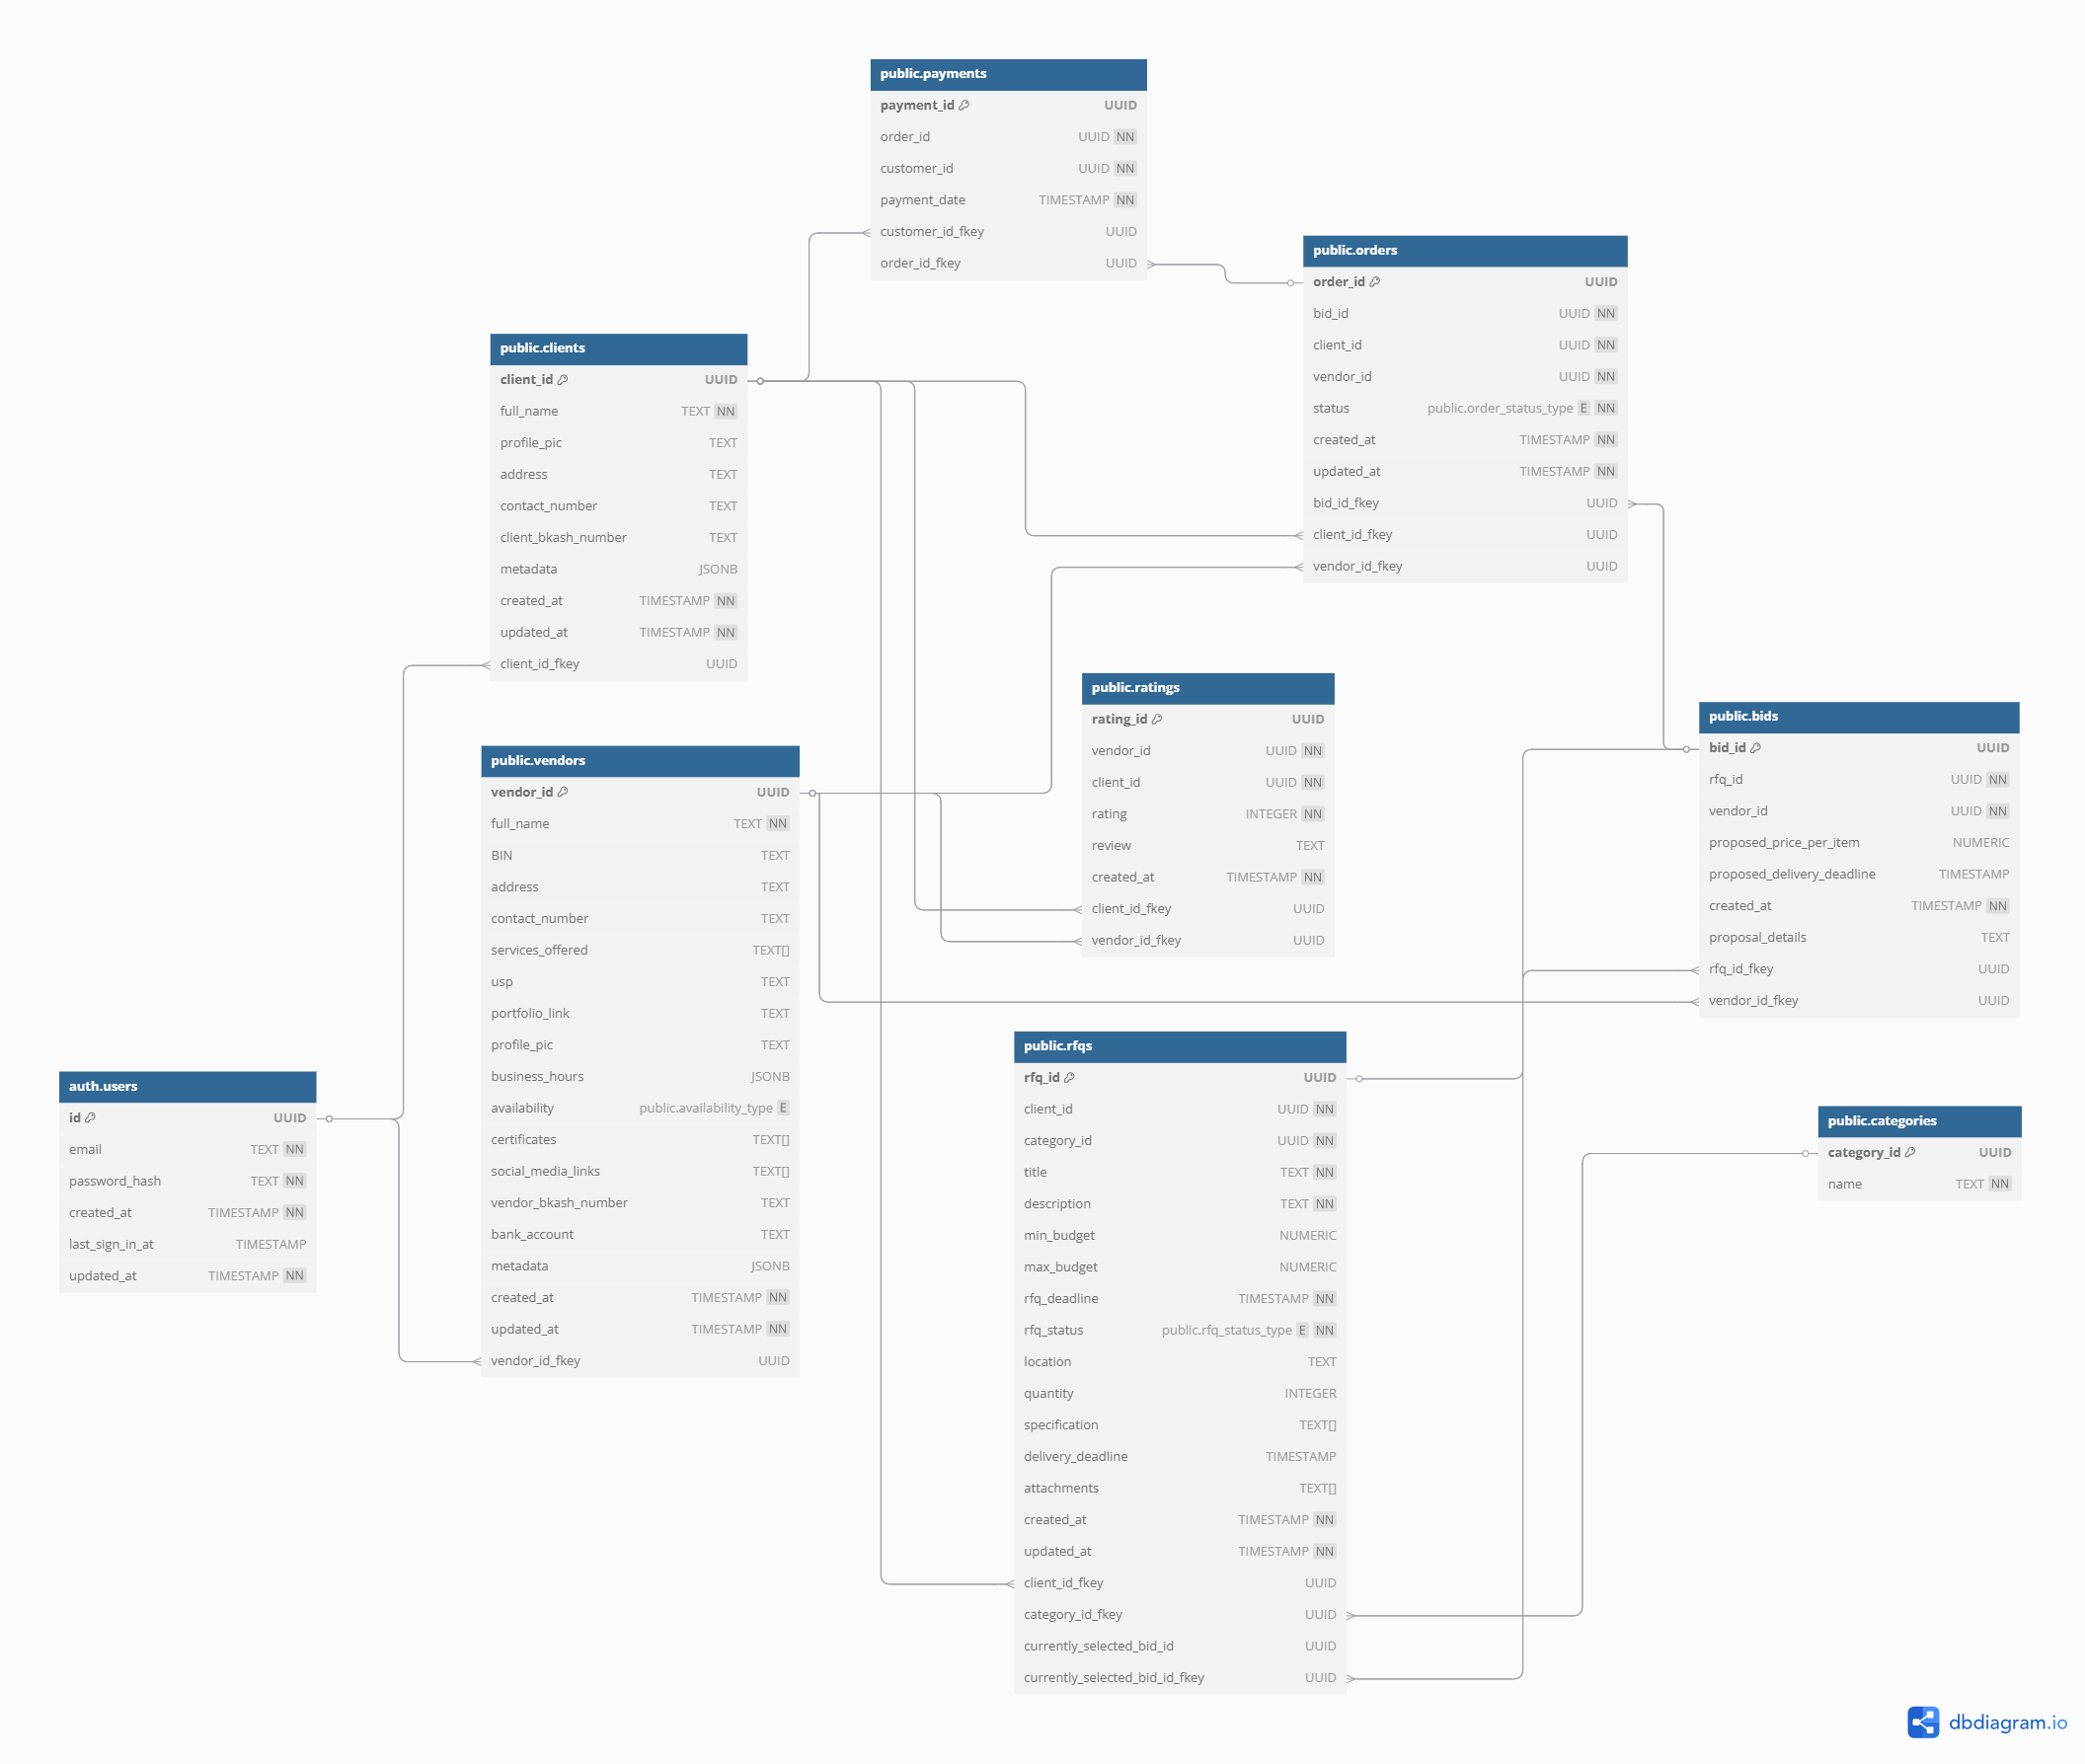 public.payments
payment_id UUID
order_id UUID NN
customer_id UUID NN
payment_date TIMESTAMP NN
customer_id_fkey UUID
order_id_fkey UUID
public.orders
order_id UUID
bid_id UUID NN
client_id UUID NN
vendor_id UUID NN
status public.order_status_type E NN
created_at TIMESTAMP NN
updated_at TIMESTAMP NN
bid_id_fkey UUID
client_id_fkey UUID
vendor_id_fkey UUID
public.clients
client_id UUID
full_name TEXT NN
profile_pic TEXT
address TEXT
contact_number TEXT
client_bkash_number TEXT
metadata JSONB
created_at TIMESTAMP NN
updated_at TIMESTAMP NN
client_id_fkey UUID
public.ratings
rating_id UUID
vendor_id UUID NN
client_id UUID NN
rating INTEGER NN
review TEXT
created_at TIMESTAMP NN
client_id_fkey UUID
vendor_id_fkey UUID
public.bids
bid_id UUID
rfq_id UUID NN
vendor_id UUID NN
proposed_price_per_item NUMERIC
proposed_delivery_deadline TIMESTAMP
created_at TIMESTAMP NN
proposal_details TEXT
rfq_id_fkey UUID
vendor_id_fkey UUID
public.vendors
vendor_id UUID
full_name TEXT NN
BIN TEXT
address TEXT
contact_number TEXT
services_offered TEXT[]
usp TEXT
portfolio_link TEXT
profile_pic TEXT
business_hours JSONB
availability public.availability_type E
certificates TEXT[]
social_media_links TEXT[]
vendor_bkash_number TEXT
bank_account TEXT
metadata JSONB
created_at TIMESTAMP NN
updated_at TIMESTAMP NN
vendor_id_fkey UUID
public.rfqs
rfq_id UUID
client_id UUID NN
category_id UUID NN
title TEXT NN
description TEXT NN
min_budget NUMERIC
max_budget NUMERIC
rfq_deadline TIMESTAMP NN
rfq_status public.rfq_status_type E NN
location TEXT
quantity INTEGER
specification TEXT[]
delivery_deadline TIMESTAMP
attachments TEXT[]
created_at TIMESTAMP NN
updated_at TIMESTAMP NN
client_id_fkey UUID
category_id_fkey UUID
currently_selected_bid_id UUID
currently_selected_bid_id_fkey UUID
auth.users
id UUID
email TEXT NN
password_hash TEXT NN
created_at TIMESTAMP NN
last_sign_in_at TIMESTAMP
updated_at TIMESTAMP NN
public.categories
category_id UUID
name TEXT NN
dbdiagram.io